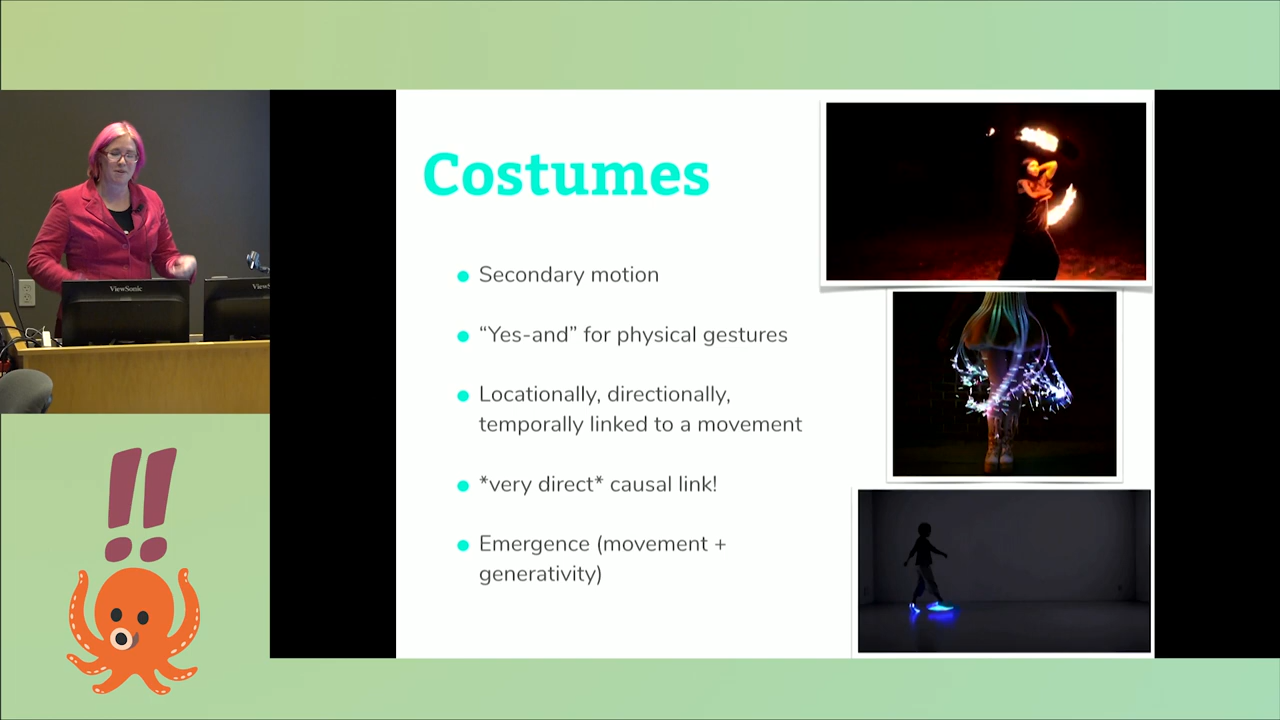 Costumes
Secondary motion
“Yes-and” for physical gestures
Locationally, directionally,
temporally linked to a movement
*very direct* causal link!
Emergence (movement +
generativity)
ViewSonic
ViewS
!!